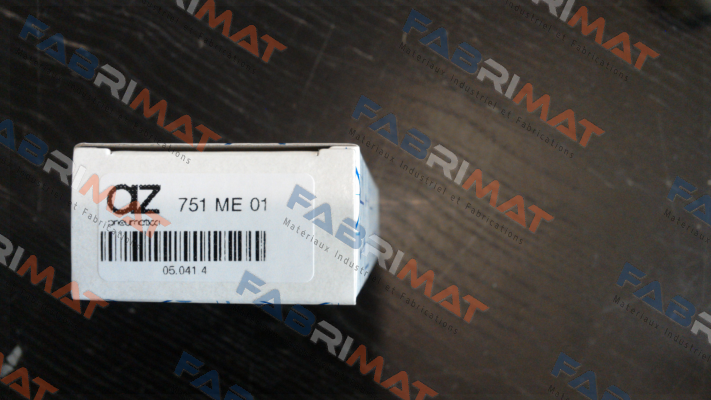 az 751 ME 01
pneumatica
05.041.4
FABRIMAT
Materiaux Industriel et Fabrications